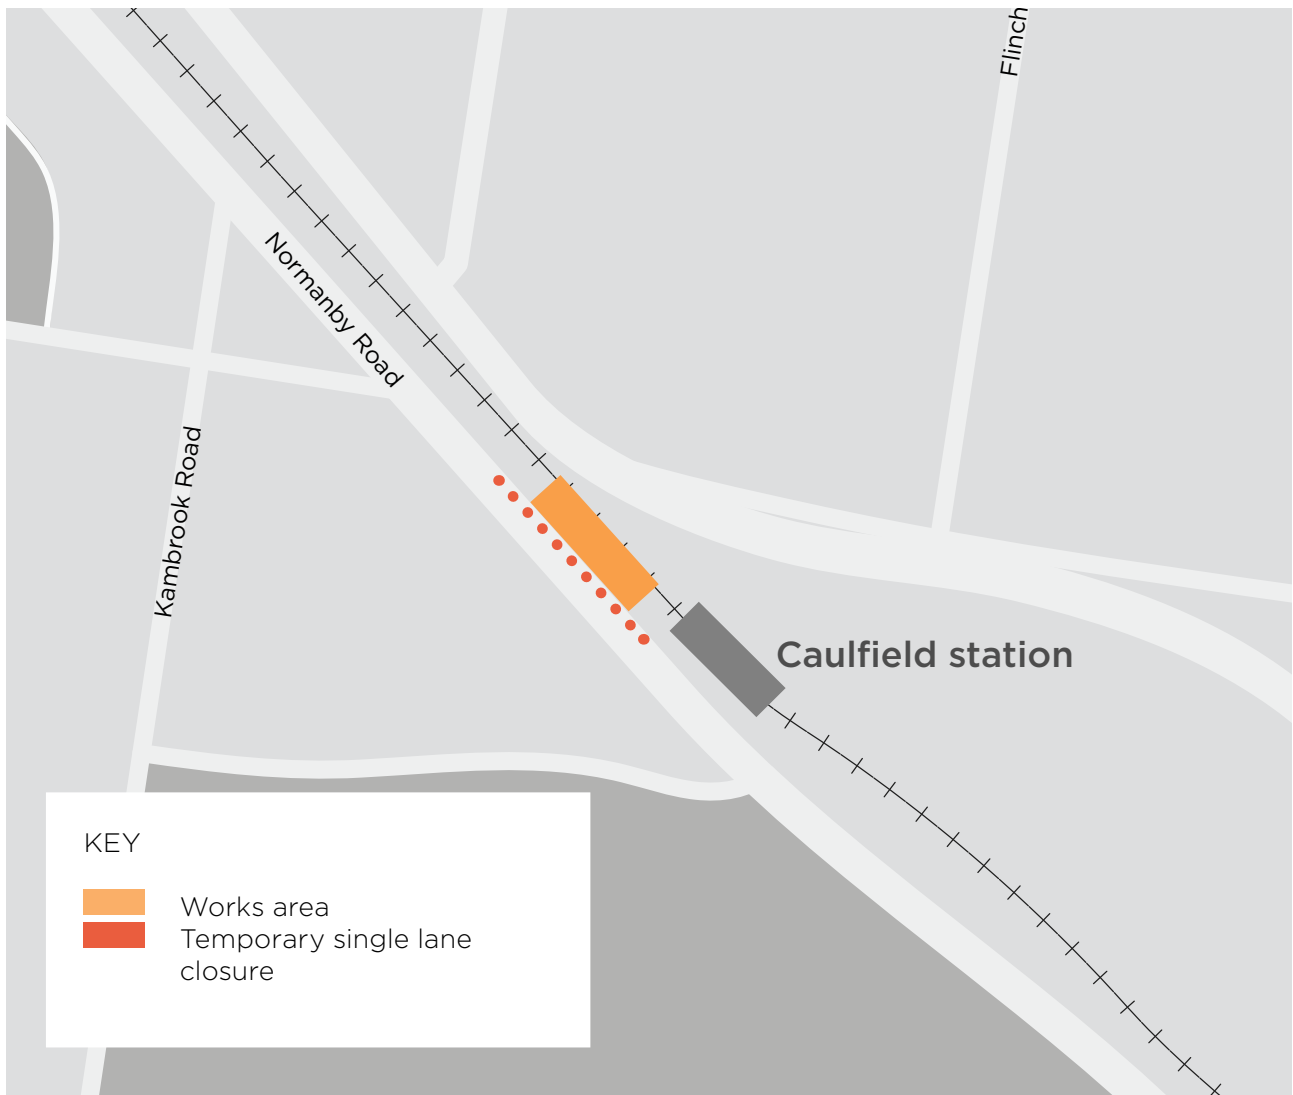 Flinch
Normanby Road
Kambrook Road
Caulfield station
KEY
Works area
Temporary single lane
closure